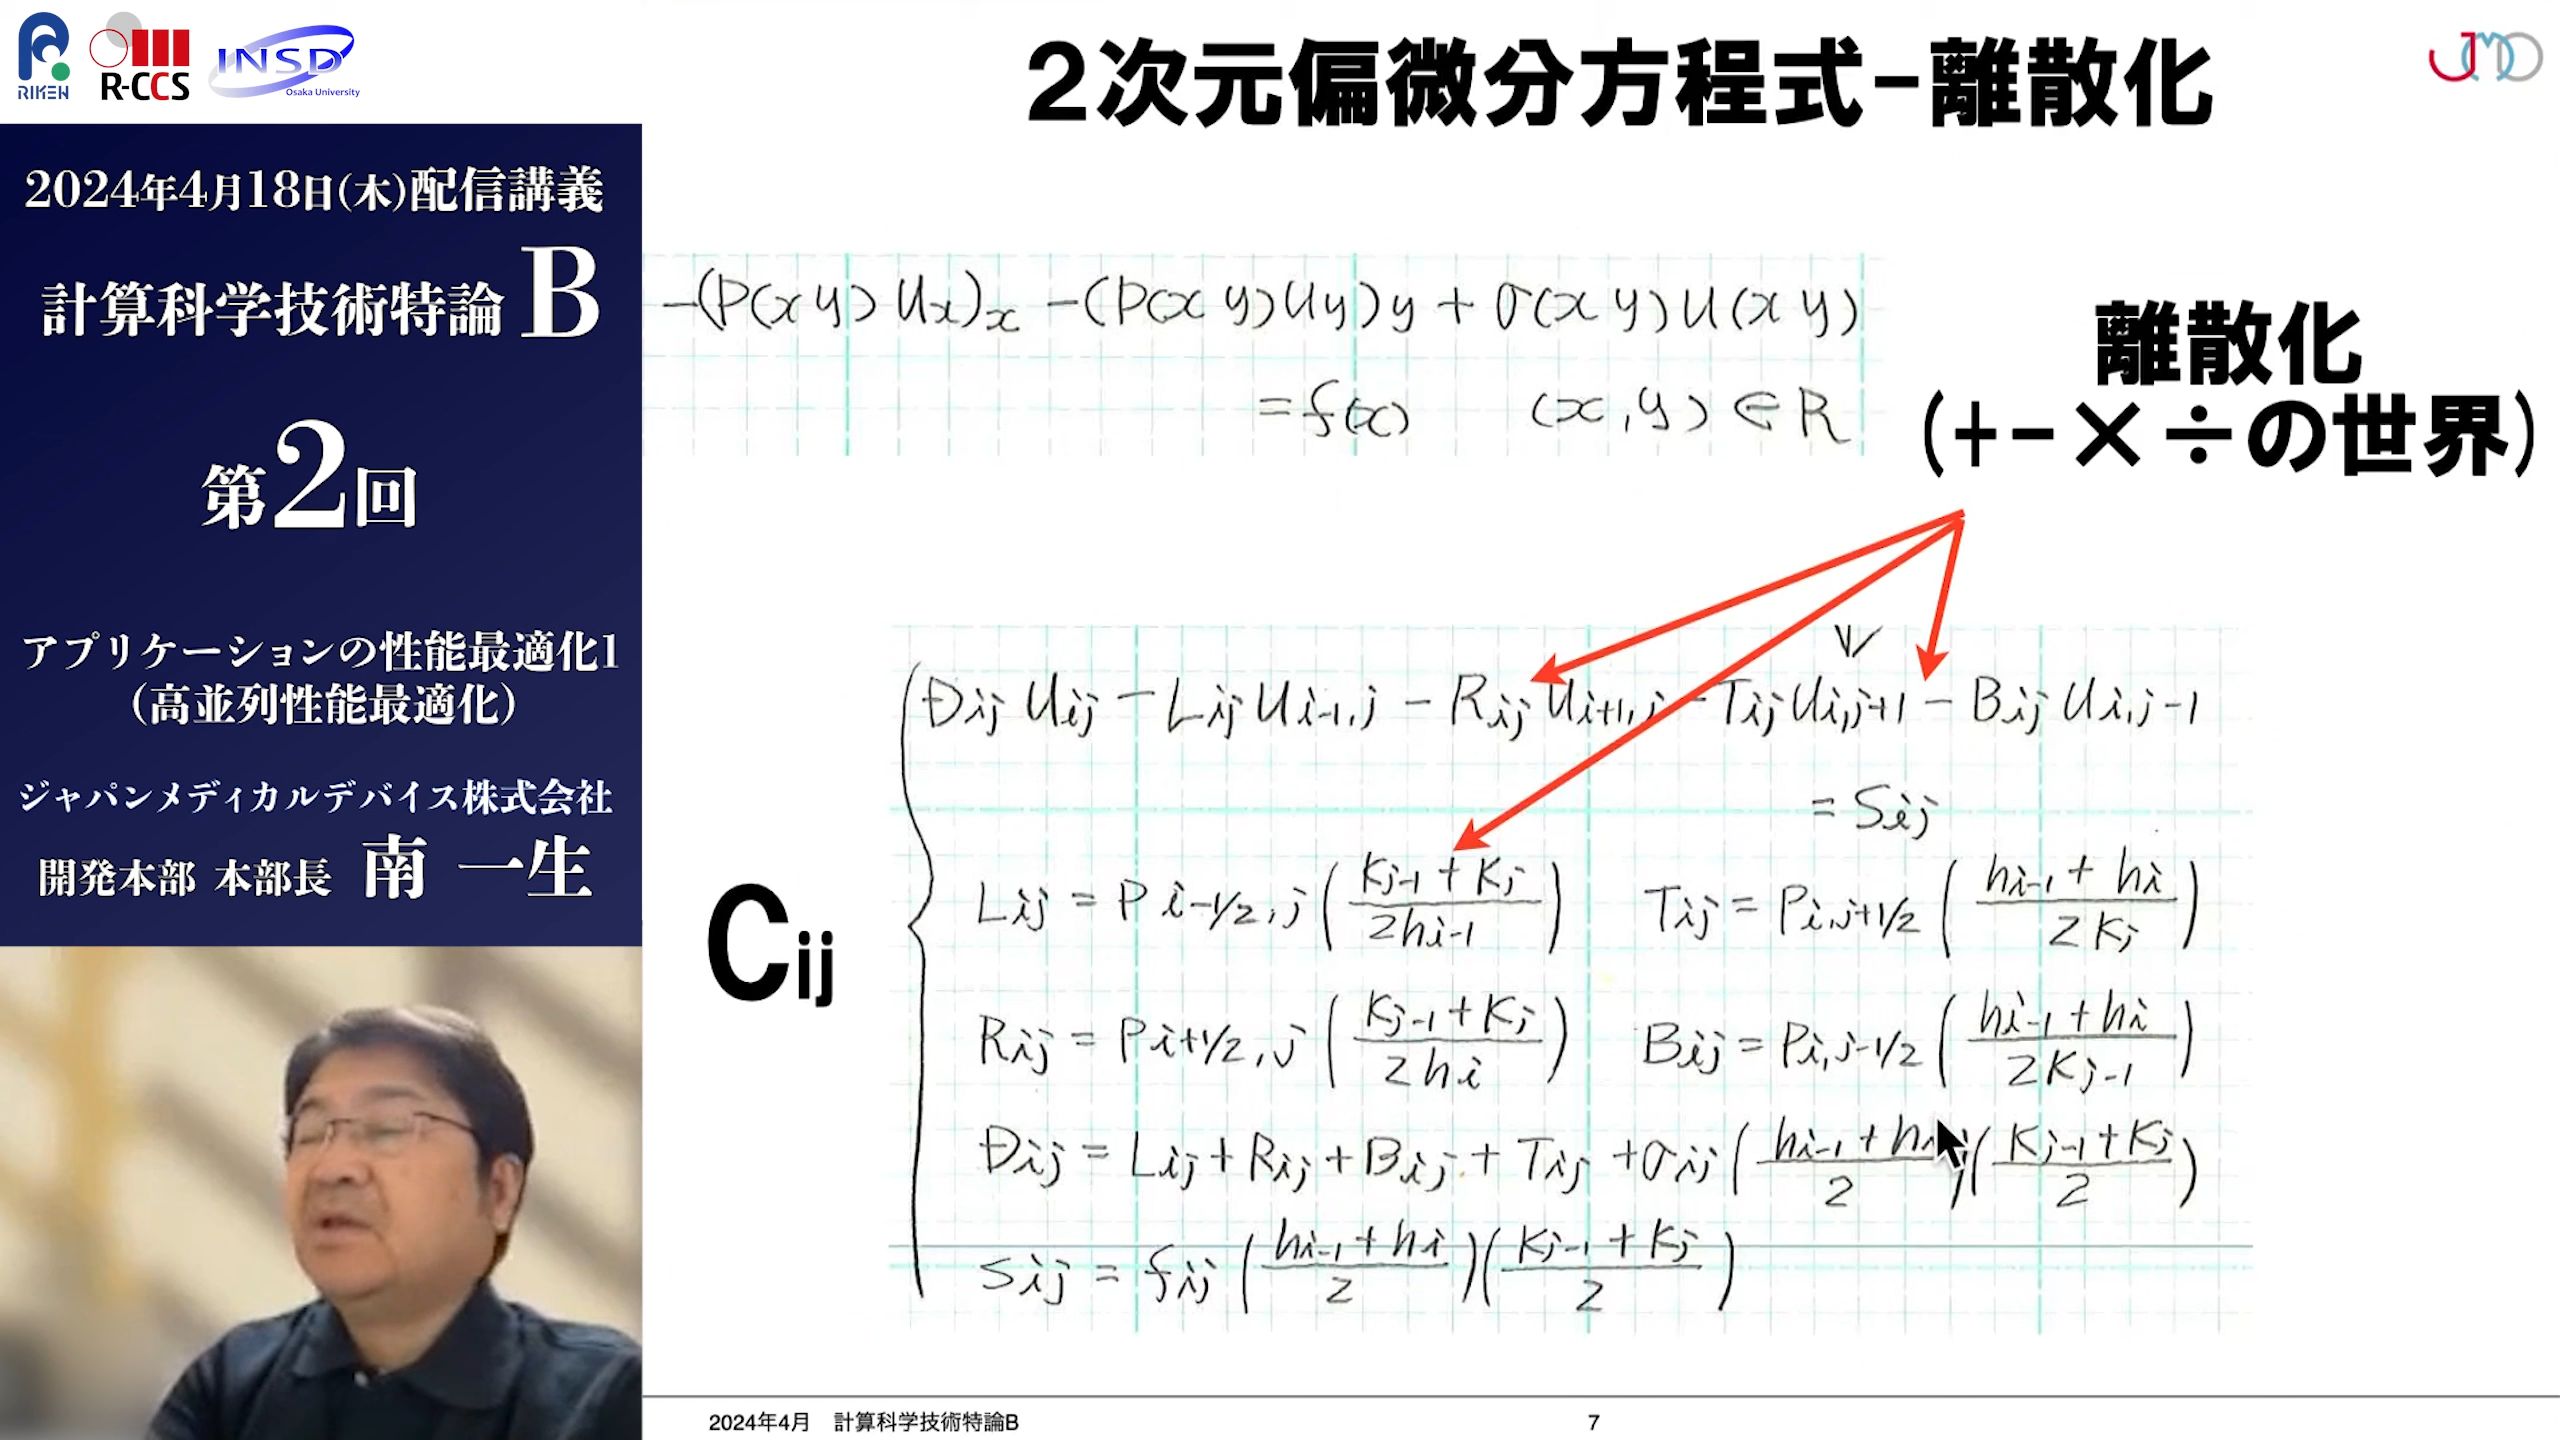 RIKEN
R-CCS
INSD
Osaka University
2024年4月18日(木)配信講義
計算科学技術特論 B
第2回
アプリケーションの性能最適化1
(高並列性能最適化)
ジャパンメディカルデバイス株式会社
開発本部 本部長 南 一生
2次元偏微分方程式-離散化
JMD
-(P(x y) Ux)x -(P(x y) Uy)y + σ(x y) U(x y)
= f(x) (x,y) ∈ R
離散化
(+-×÷の世界)
Dij Uij - Lij Ui-1,j - Rij Ui+1,j - Tij Ui,j+1 - Bij Ui,j-1
= Sij
Cij
Lij = Pi-1/2,j ( (Kj-1 + Kj) / 2hi-1 ) Tij = Pi,j+1/2 ( (hi-1 + hi) / 2Kj )
Rij = Pi+1/2,j ( (Kj-1 + Kj) / 2hi ) Bij = Pi,j-1/2 ( (hi-1 + hi) / 2Kj-1 )
Dij = Lij + Rij + Bij + Tij + σij ( (hi-1 + hi) / 2 )( (Kj-1 + Kj) / 2 )
Sij = fij ( (hi-1 + hi) / 2 )( (Kj-1 + Kj) / 2 )
2024年4月 計算科学技術特論B
7